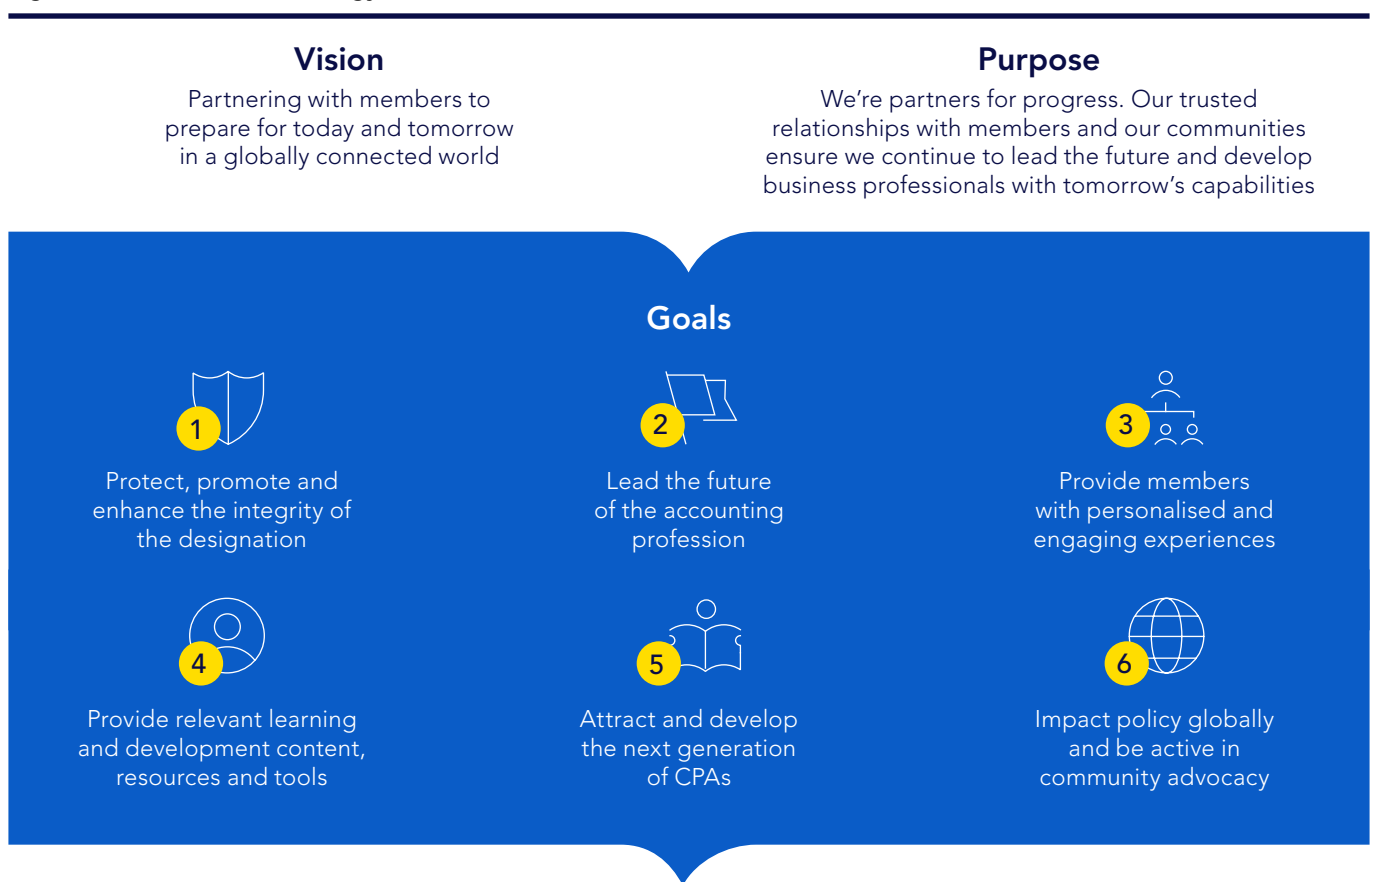 Vision
Partnering with members to
prepare for today and tomorrow
in a globally connected world
Purpose
We’re partners for progress. Our trusted
relationships with members and our communities
ensure we continue to lead the future and develop
business professionals with tomorrow’s capabilities
Goals
1
Protect, promote and
enhance the integrity of
the designation
2
Lead the future
of the accounting
profession
3
Provide members
with personalised and
engaging experiences
4
Provide relevant learning
and development content,
resources and tools
5
Attract and develop
the next generation
of CPAs
6
Impact policy globally
and be active in
community advocacy